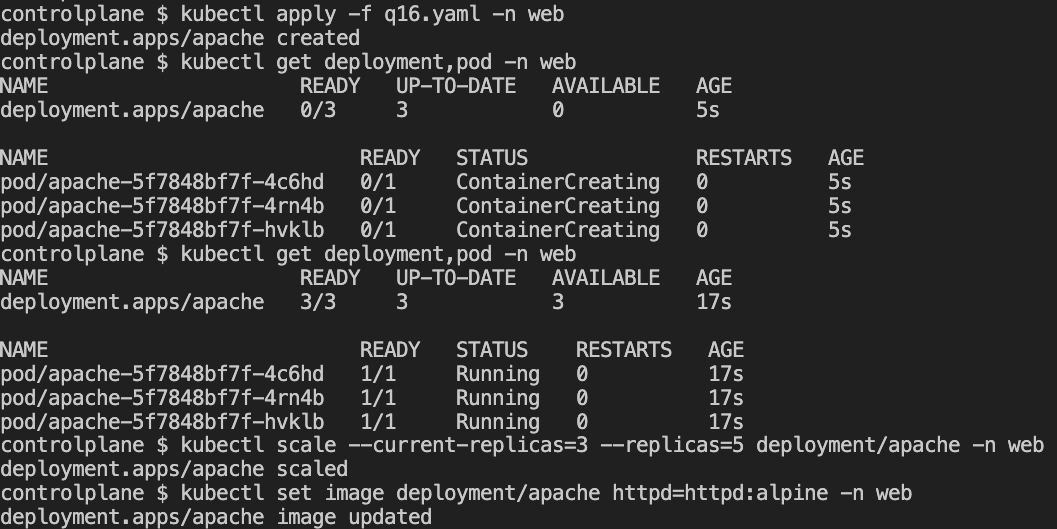 controlplane $ kubectl apply -f q16.yaml -n web
deployment.apps/apache created
controlplane $ kubectl get deployment,pod -n web
NAME                     READY   UP-TO-DATE   AVAILABLE   AGE
deployment.apps/apache   0/3     3            0           5s

NAME                          READY   STATUS              RESTARTS   AGE
pod/apache-5f7848bf7f-4c6hd   0/1     ContainerCreating   0          5s
pod/apache-5f7848bf7f-4rn4b   0/1     ContainerCreating   0          5s
pod/apache-5f7848bf7f-hvklb   0/1     ContainerCreating   0          5s
controlplane $ kubectl get deployment,pod -n web
NAME                     READY   UP-TO-DATE   AVAILABLE   AGE
deployment.apps/apache   3/3     3            3           17s

NAME                          READY   STATUS    RESTARTS   AGE
pod/apache-5f7848bf7f-4c6hd   1/1     Running   0          17s
pod/apache-5f7848bf7f-4rn4b   1/1     Running   0          17s
pod/apache-5f7848bf7f-hvklb   1/1     Running   0          17s
controlplane $ kubectl scale --current-replicas=3 --replicas=5 deployment/apache -n web
deployment.apps/apache scaled
controlplane $ kubectl set image deployment/apache httpd=httpd:alpine -n web
deployment.apps/apache image updated